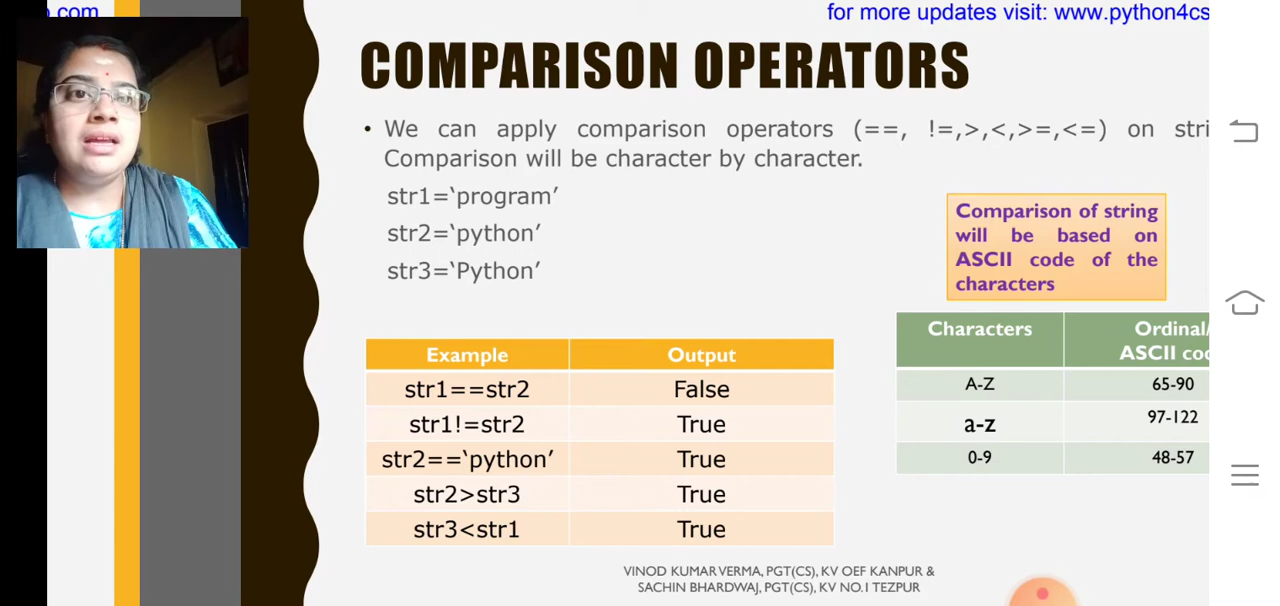 .com
for more updates visit: www.python4cs
COMPARISON OPERATORS
• We can apply comparison operators (==, !=,>,<,>=,<=) on stri
Comparison will be character by character.
str1=‘program’
str2=‘python’
str3=‘Python’
Comparison of string
will be based on
ASCII code of the
characters
Example Output
str1==str2 False
str1!=str2 True
str2==‘python’ True
str2>str3 True
str3<str1 True
Characters Ordinal/
ASCII co
A-Z 65-90
a-z 97-122
0-9 48-57
VINOD KUMAR VERMA, PGT(CS), KV OEF KANPUR &
SACHIN BHARDWAJ, PGT(CS), KV NO.1 TEZPUR